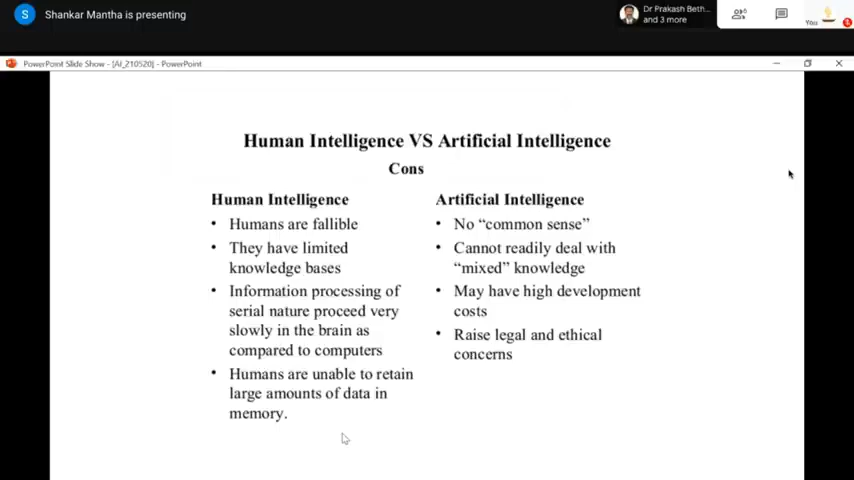 S
Shankar Mantha is presenting
Dr Prakash Beth...
and 3 more
6
You
PowerPoint Slide Show - [AI_210520] - PowerPoint
Human Intelligence VS Artificial Intelligence
Cons
Human Intelligence
• Humans are fallible
• They have limited
knowledge bases
• Information processing of
serial nature proceed very
slowly in the brain as
compared to computers
• Humans are unable to retain
large amounts of data in
memory.
Artificial Intelligence
• No “common sense”
• Cannot readily deal with
“mixed” knowledge
• May have high development
costs
• Raise legal and ethical
concerns